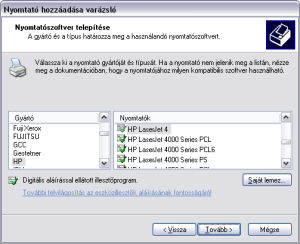 Nyomtató hozzáadása varázsló
Nyomtatószoftver telepítése
A gyártó és a típus határozza meg a használandó nyomtatószoftvert.
Válassza ki a nyomtató gyártóját és típusát. Ha a nyomtató nem jelenik meg a listán, nézze
meg a dokumentációban, hogy a nyomtatójához milyen kompatibilis szoftver használható.
Gyártó
Fuji Xerox
FUJITSU
GCC
Gestetner
HP
Nyomtatók
HP LaserJet 4
HP LaserJet 4000 Series PCL
HP LaserJet 4000 Series PCL6
HP LaserJet 4000 Series PS
Digitális aláírással ellátott illesztőprogram.
További felvilágosítás az eszközillesztők aláírásának fontosságáról
Saját lemez...
< Vissza
Tovább >
Mégse